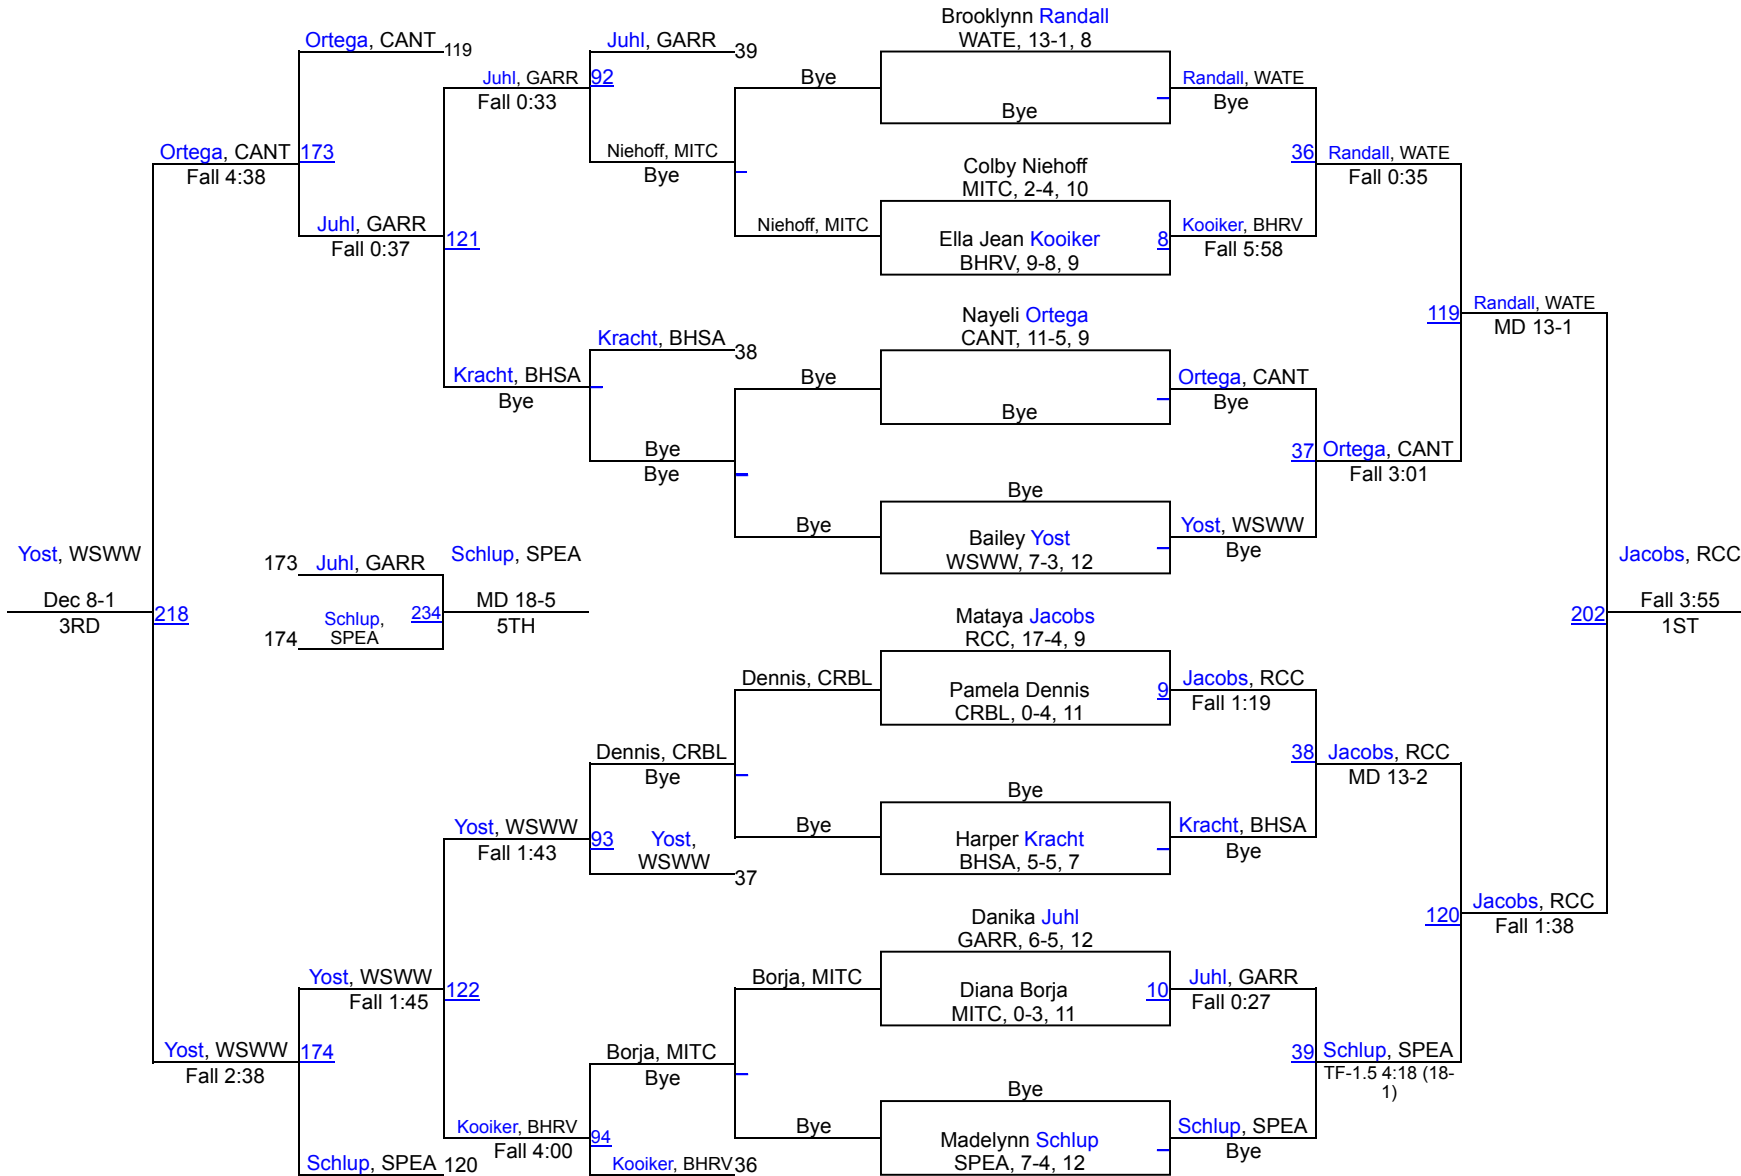 Brooklynn Randall
WATE, 13-1, 8
Ortega, CANT 119
Juhl, GARR 39
Juhl, GARR 92
Fall 0:33
Bye
Bye
Randall, WATE
Bye
Ortega, CANT 173
Fall 4:38
Niehoff, MITC
Bye
Colby Niehoff
MITC, 2-4, 10
36 Randall, WATE
Fall 0:35
Juhl, GARR
Fall 0:37
121
Niehoff, MITC
Ella Jean Kooiker 8
BHRV, 9-8, 9
Kooiker, BHRV
Fall 5:58
Nayeli Ortega
CANT, 11-5, 9
119 Randall, WATE
MD 13-1
Kracht, BHSA 38
Kracht, BHSA
Bye
Bye
Bye
Ortega, CANT
Bye
Bye
Bye
37 Ortega, CANT
Fall 3:01
Bye
Bye
Bailey Yost
WSWW, 7-3, 12
Yost, WSWW
Bye
Yost, WSWW
Dec 8-1
3RD
218
173 Juhl, GARR
174 Schlup,
SPEA
234
Schlup, SPEA
MD 18-5
5TH
Jacobs, RCC
Fall 3:55
1ST
202
Mataya Jacobs
RCC, 17-4, 9
Dennis, CRBL
Pamela Dennis 9
CRBL, 0-4, 11
Jacobs, RCC
Fall 1:19
Dennis, CRBL
Bye
38 Jacobs, RCC
MD 13-2
Bye
Yost, WSWW
Fall 1:43
93 Yost,
WSWW
37
Bye
Harper Kracht
BHSA, 5-5, 7
Kracht, BHSA
Bye
Danika Juhl
GARR, 6-5, 12
120 Jacobs, RCC
Fall 1:38
Yost, WSWW
Fall 1:45
122
Borja, MITC
Diana Borja 10
MITC, 0-3, 11
Juhl, GARR
Fall 0:27
Yost, WSWW 174
Fall 2:38
Borja, MITC
Bye
39 Schlup, SPEA
TF-1.5 4:18 (18-
1)
Bye
Kooiker, BHRV
Fall 4:00
94
Bye
Madelynn Schlup
SPEA, 7-4, 12
Schlup, SPEA
Bye
Schlup, SPEA 120
Kooiker, BHRV 36